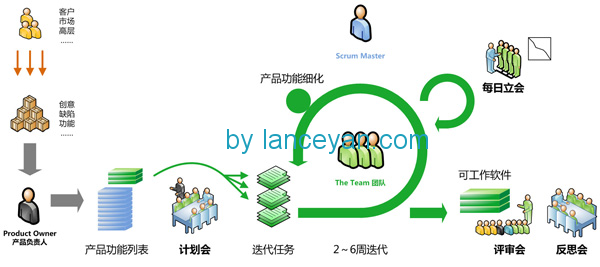 客户
市场
高层
......
创意
缺陷
功能
......
Product Owner
产品负责人
产品功能列表
计划会
迭代任务
2～6周迭代
产品功能细化
Scrum Master
by lanceyan.com
The Team 团队
每日立会
可工作软件
评审会
反思会